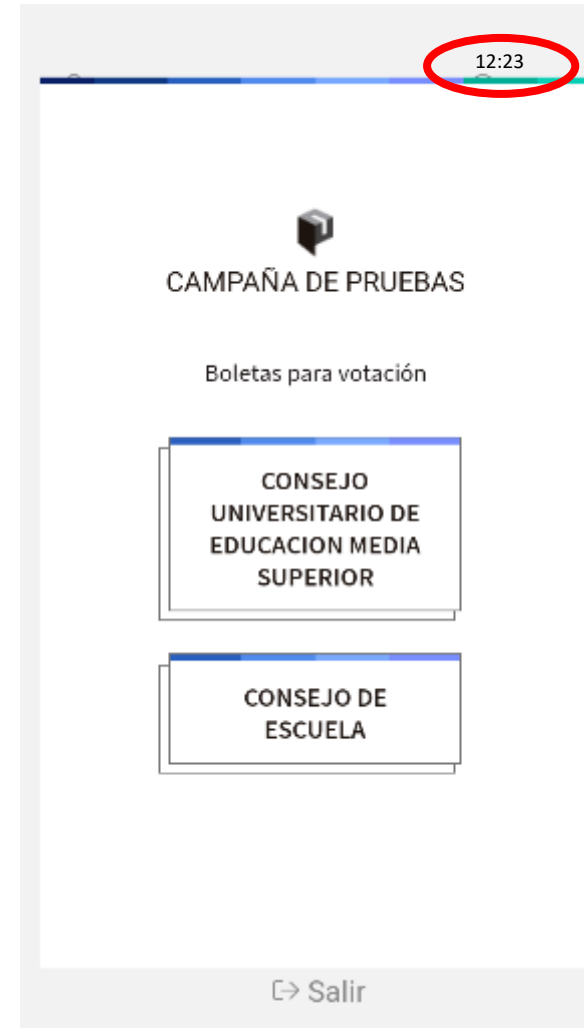 12:23
CAMPAÑA DE PRUEBAS
Boletas para votación
CONSEJO
UNIVERSITARIO DE
EDUCACION MEDIA
SUPERIOR
CONSEJO DE
ESCUELA
Salir